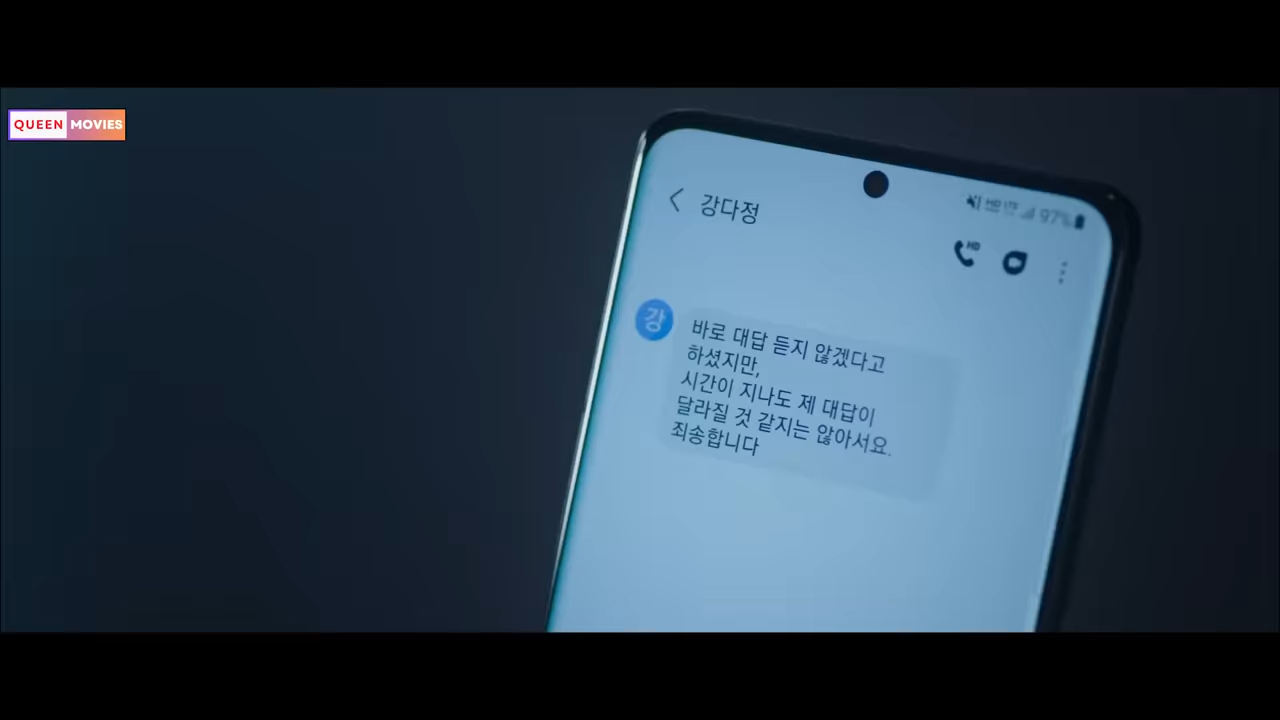 QUEEN MOVIES
강다정
97%
HD
강
바로 대답 듣지 않겠다고
하셨지만,
시간이 지나도 제 대답이
달라질 것 같지는 않아서요.
죄송합니다